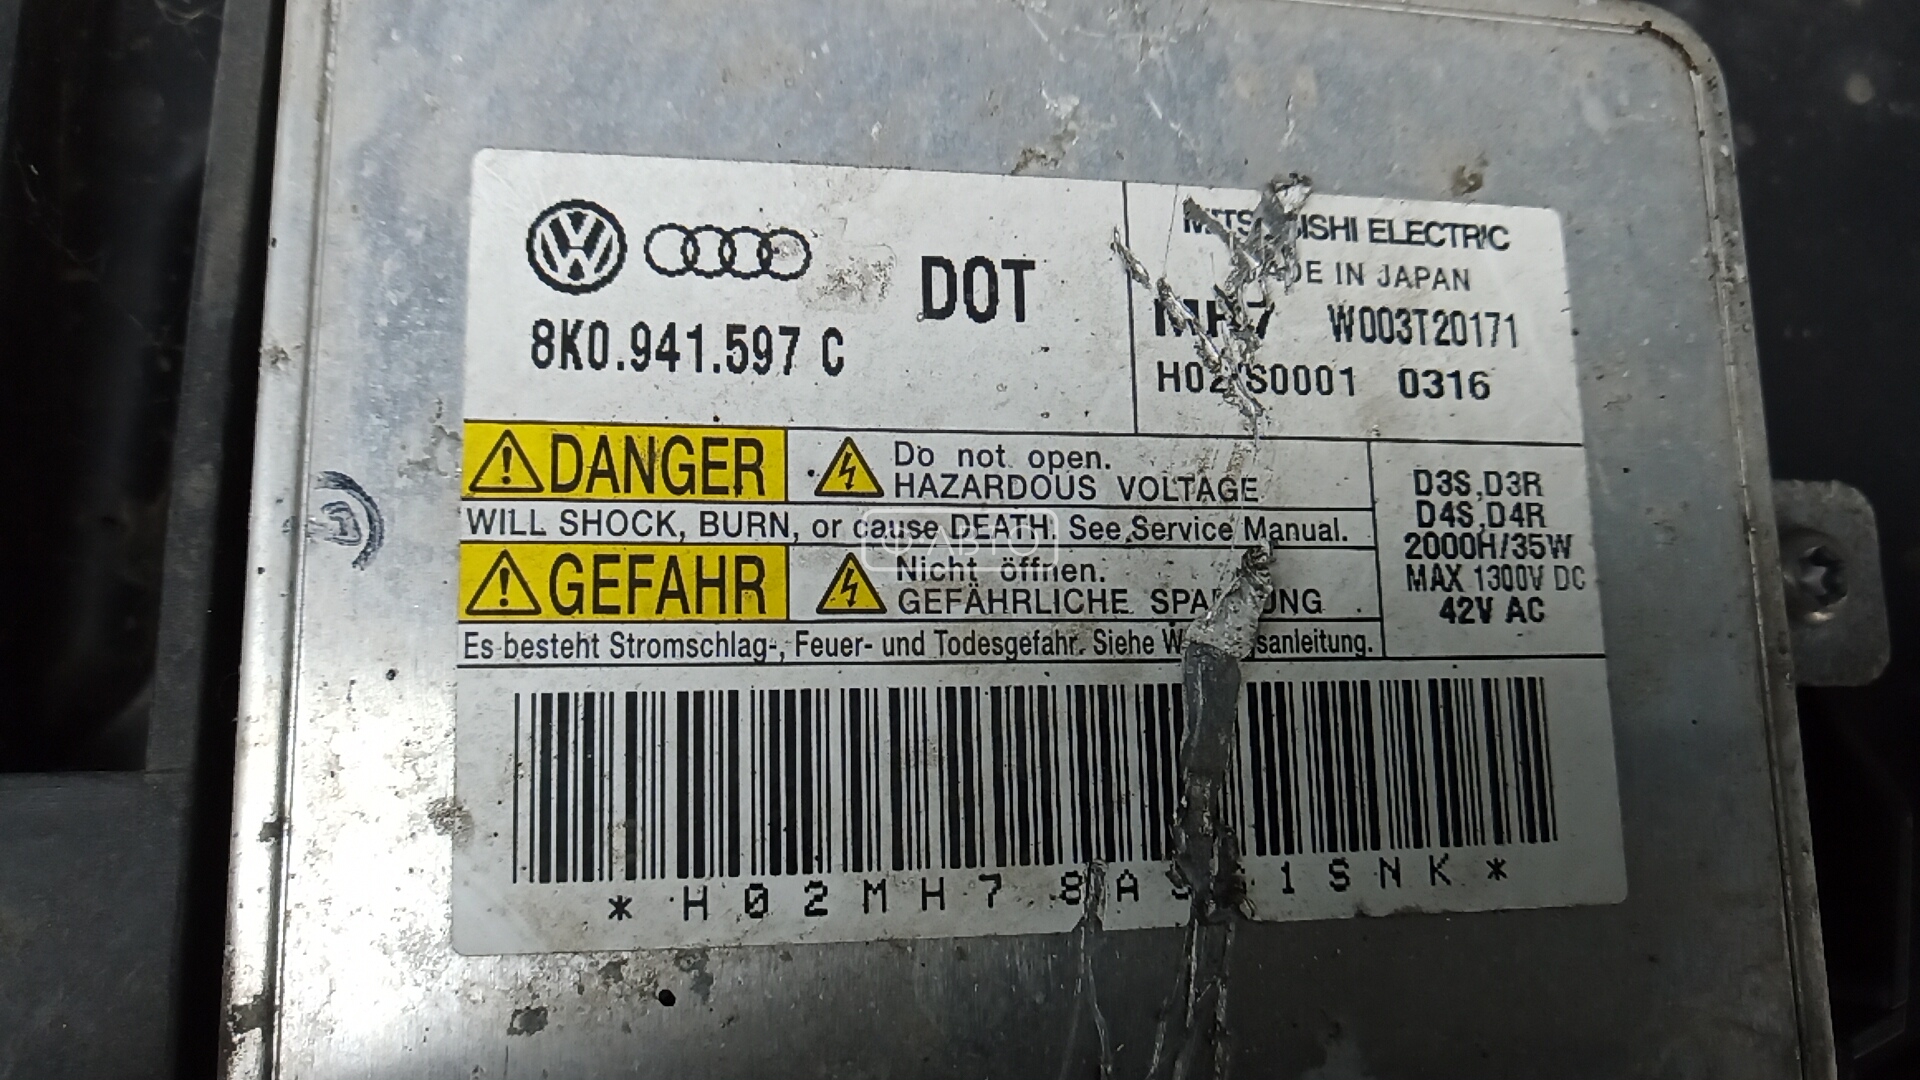 DOT
8K0.941.597 C
ELECTRIC
IN JAPAN
W003T20171
0316
DANGER
Do not open.
HAZARDOUS VOLTAGE
WILL SHOCK, BURN, or cause DEATH. See Service Manual.
GEFAHR
Nicht öffnen.
GEFÄHRLICHE
Es besteht Stromschlag-, Feuer- und Todesgefahr. Siehe
D3S,D3R
D4S,D4R
2000H/35W
MAX 1300V DC
42V AC